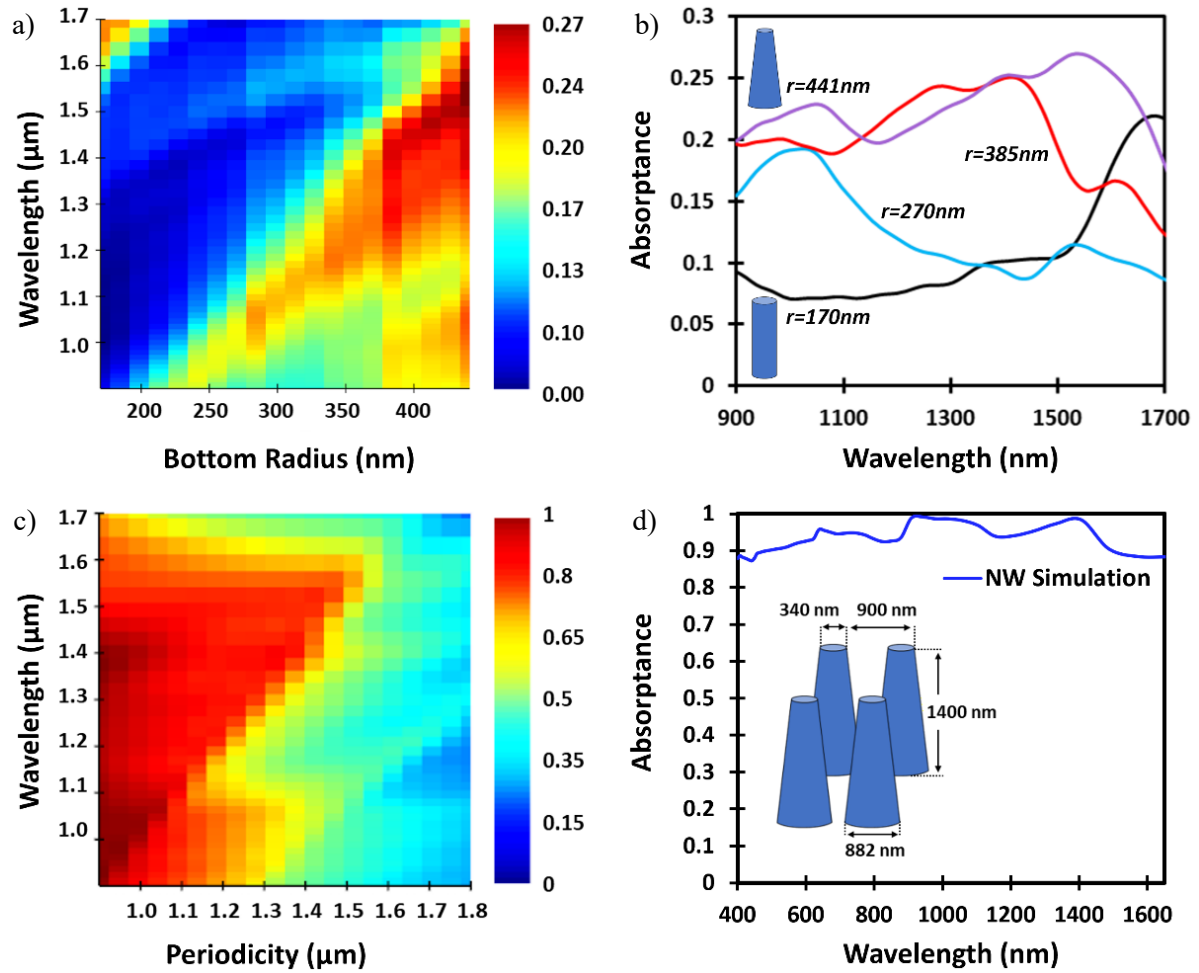 a)
1.7
1.6
1.5
1.4
1.3
1.2
1.1
1.0
Wavelength (μm)
200 250 300 350 400
Bottom Radius (nm)
0.27
0.24
0.20
0.17
0.13
0.10
0.00
b)
0.3
0.25
0.2
0.15
0.1
0.05
0
Absorptance
r=441nm
r=385nm
r=270nm
r=170nm
900 1100 1300 1500 1700
Wavelength (nm)
c)
1.7
1.6
1.5
1.4
1.3
1.2
1.1
1.0
Wavelength (μm)
1.0 1.1 1.2 1.3 1.4 1.5 1.6 1.7 1.8
Periodicity (μm)
1
0.8
0.65
0.5
0.35
0.15
0
d)
1
0.9
0.8
0.7
0.6
0.5
0.4
0.3
0.2
0.1
0
Absorptance
NW Simulation
340 nm 900 nm
1400 nm
882 nm
400 600 800 1000 1200 1400 1600
Wavelength (nm)